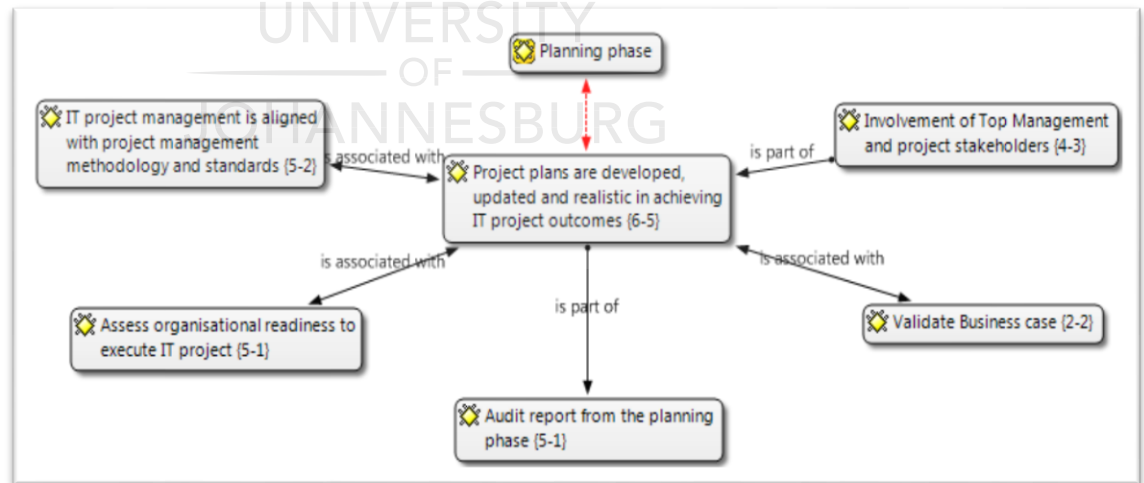 UNIVERSITY
OF
JOHANNESBURG
Planning phase
IT project management is aligned
with project management
methodology and standards {5-2}
Involvement of Top Management
and project stakeholders {4-3}
is associated with
is part of
Project plans are developed,
updated and realistic in achieving
IT project outcomes {6-5}
is associated with
is associated with
is part of
Assess organisational readiness to
execute IT project {5-1}
Validate Business case {2-2}
Audit report from the planning
phase {5-1}